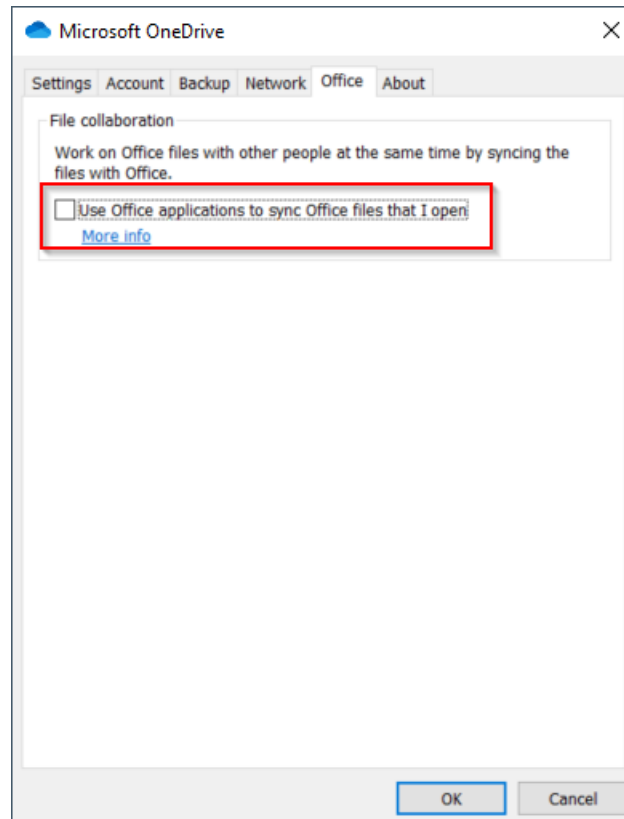 Microsoft OneDrive
Settings Account Backup Network Office About
File collaboration
Work on Office files with other people at the same time by syncing the
files with Office.
Use Office applications to sync Office files that I open
More info
OK Cancel